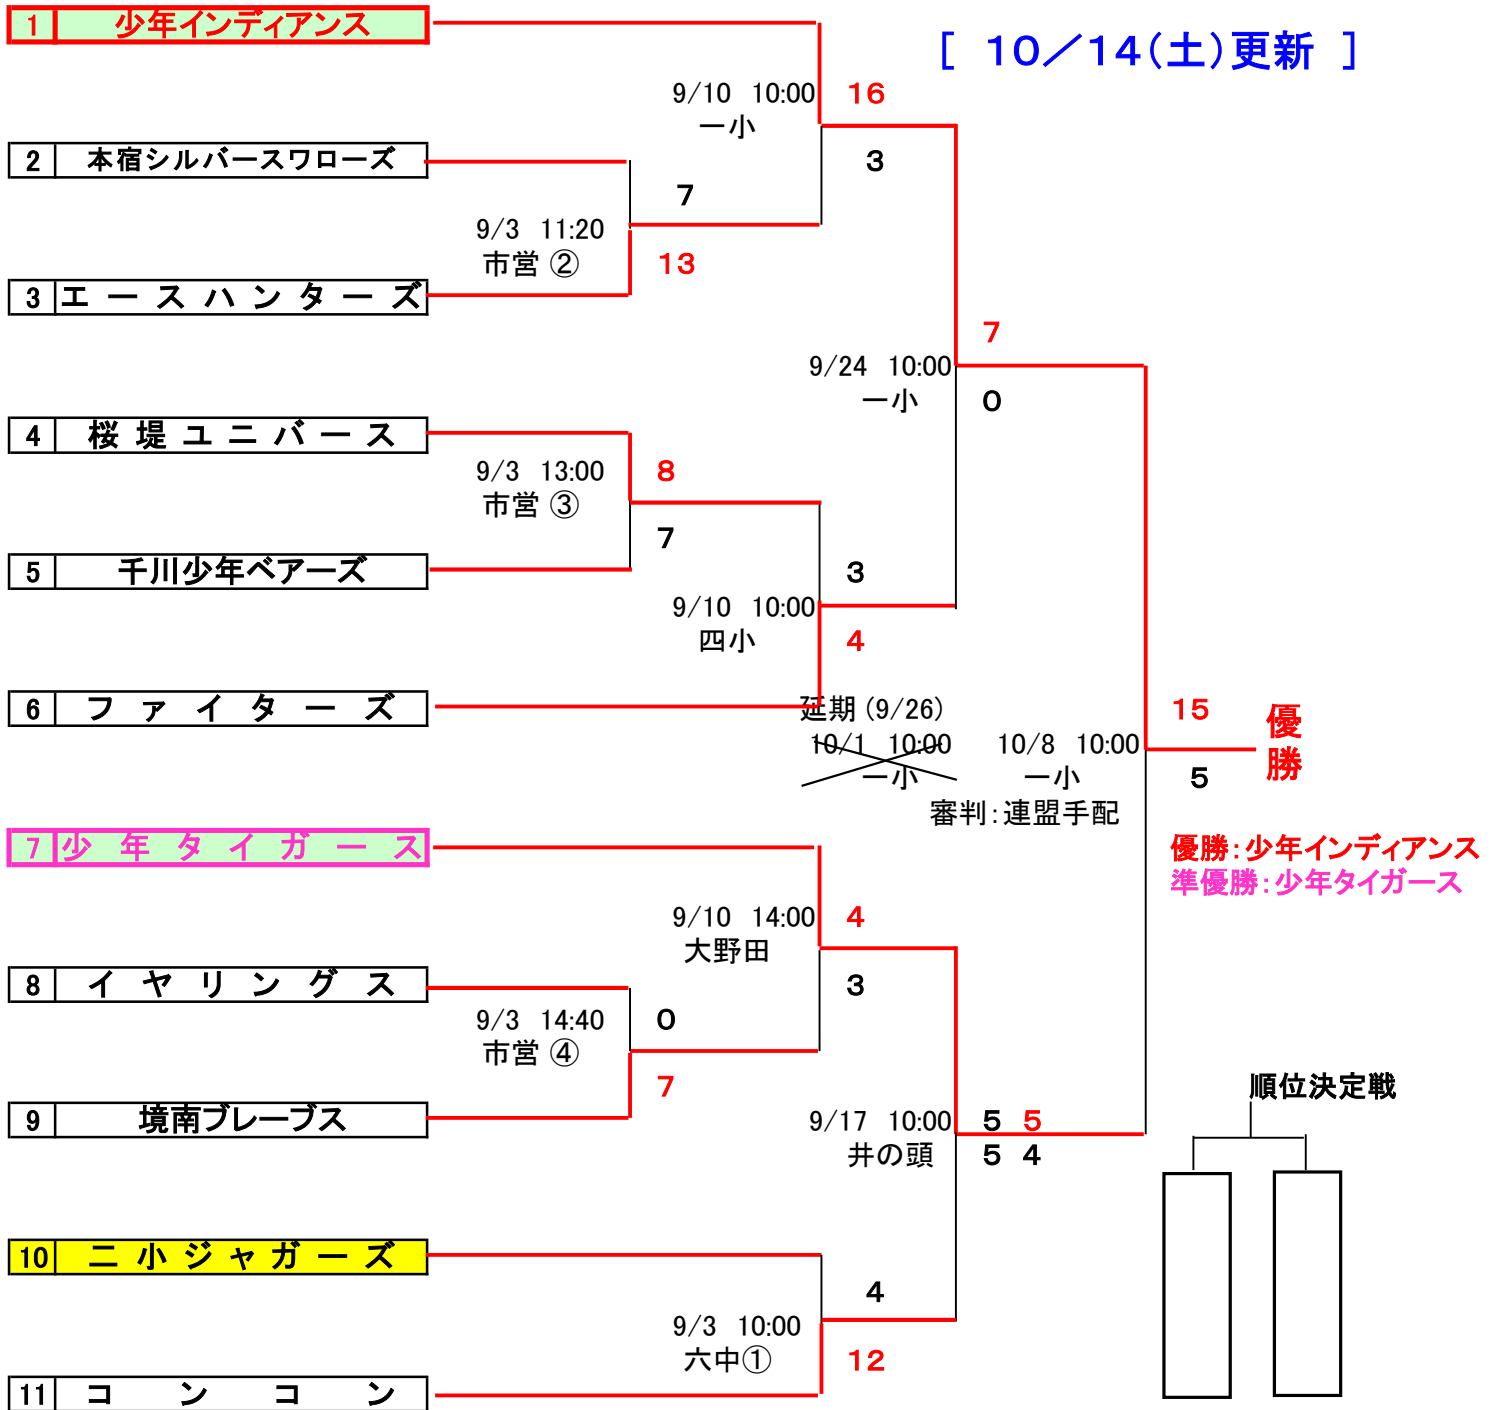 1 少年インディアンス
[ 10／14(土)更新 ]
9/10 10:00 16
一小
3
2 本宿シルバースワローズ
7
9/3 11:20
市営 ②
13
3 エースハンターズ
7
9/24 10:00
一小
0
4 桜堤ユニバース
9/3 13:00
市営 ③
8
7
5 千川少年ベアーズ
3
9/10 10:00
四小
4
6 ファイターズ
延期(9/26)
10/1 10:00
一小
10/8 10:00
一小
審判:連盟手配
15
5
優勝
7 少年タイガース
優勝:少年インディアンス
準優勝:少年タイガース
9/10 14:00
大野田
4
3
8 イヤリングス
9/3 14:40
市営 ④
0
7
9 境南ブレーブス
9/17 10:00
井の頭
5 5
5 4
順位決定戦
10 二小ジャガーズ
4
9/3 10:00
六中①
12
11 コンコン